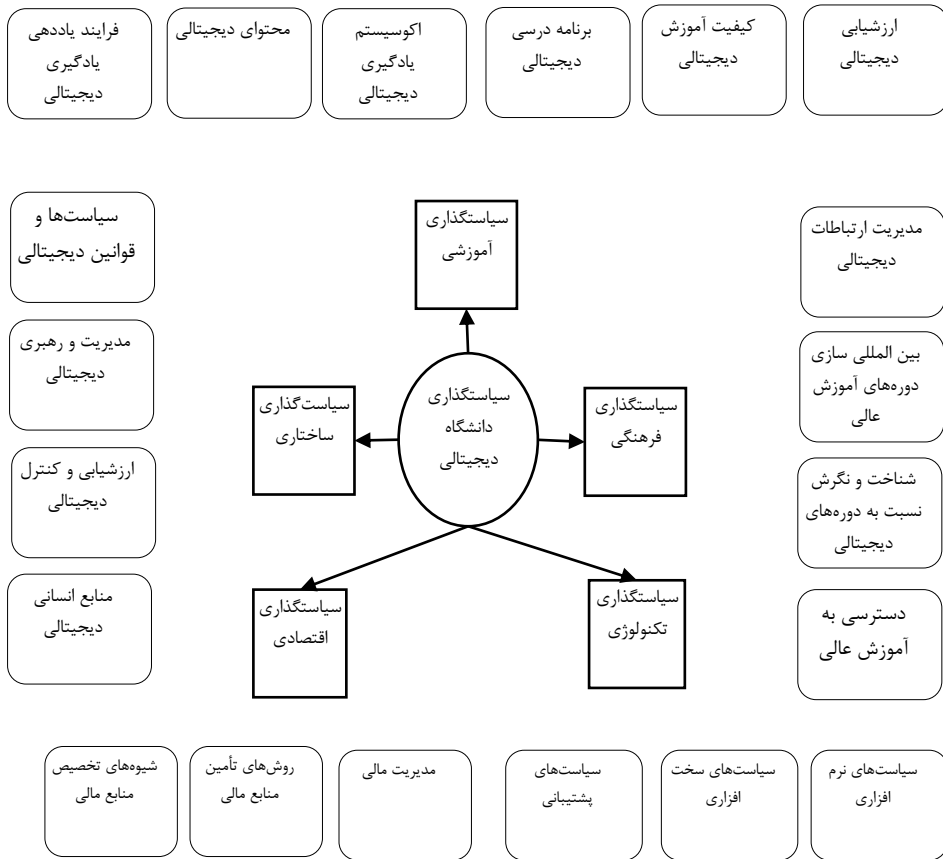 ارزشیابی
دیجیتالی
کیفیت آموزش
دیجیتالی
برنامه درسی
دیجیتالی
اکوسیستم
یادگیری
دیجیتالی
محتوای دیجیتالی
فرایند یاددهی
یادگیری
دیجیتالی
سیاستگذاری
آموزشی
مدیریت ارتباطات
دیجیتالی
بین المللی سازی
دوره‌های آموزش
عالی
شناخت و نگرش
نسبت به دوره‌های
دیجیتالی
دسترسی به
آموزش عالی
سیاستگذاری
فرهنگی
سیاستگذاری
دانشگاه
دیجیتالی
سیاست‌گذاری
ساختاری
سیاست‌ها و
قوانین دیجیتالی
مدیریت و رهبری
دیجیتالی
ارزشیابی و کنترل
دیجیتالی
منابع انسانی
دیجیتالی
سیاستگذاری
تکنولوژی
سیاستگذاری
اقتصادی
سیاست‌های نرم
افزاری
سیاست‌های سخت
افزاری
سیاست‌های
پشتیبانی
مدیریت مالی
روش‌های تأمین
منابع مالی
شیوه‌های تخصیص
منابع مالی